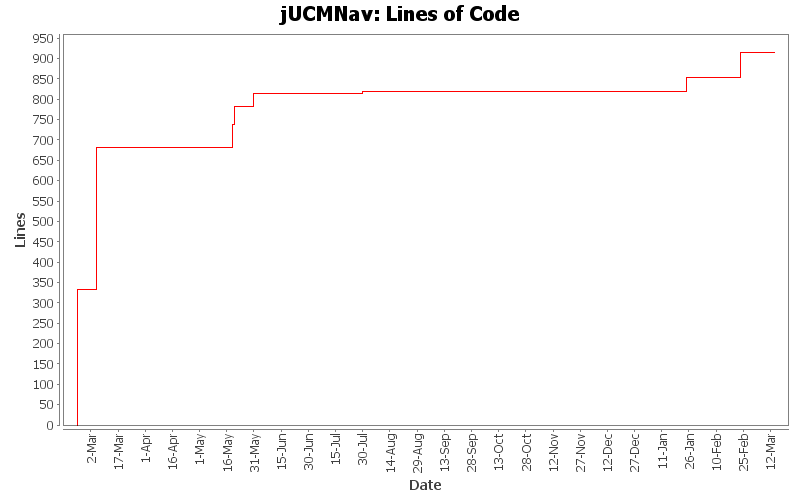 jUCMNav: Lines of Code
950
900
850
800
750
700
650
600
550
500
450
400
350
300
250
200
150
100
50
0
Lines
2-Mar
17-Mar
1-Apr
16-Apr
1-May
16-May
31-May
15-Jun
30-Jun
15-Jul
30-Jul
14-Aug
29-Aug
13-Sep
28-Sep
13-Oct
28-Oct
12-Nov
27-Nov
12-Dec
27-Dec
11-Jan
26-Jan
10-Feb
25-Feb
12-Mar
Date